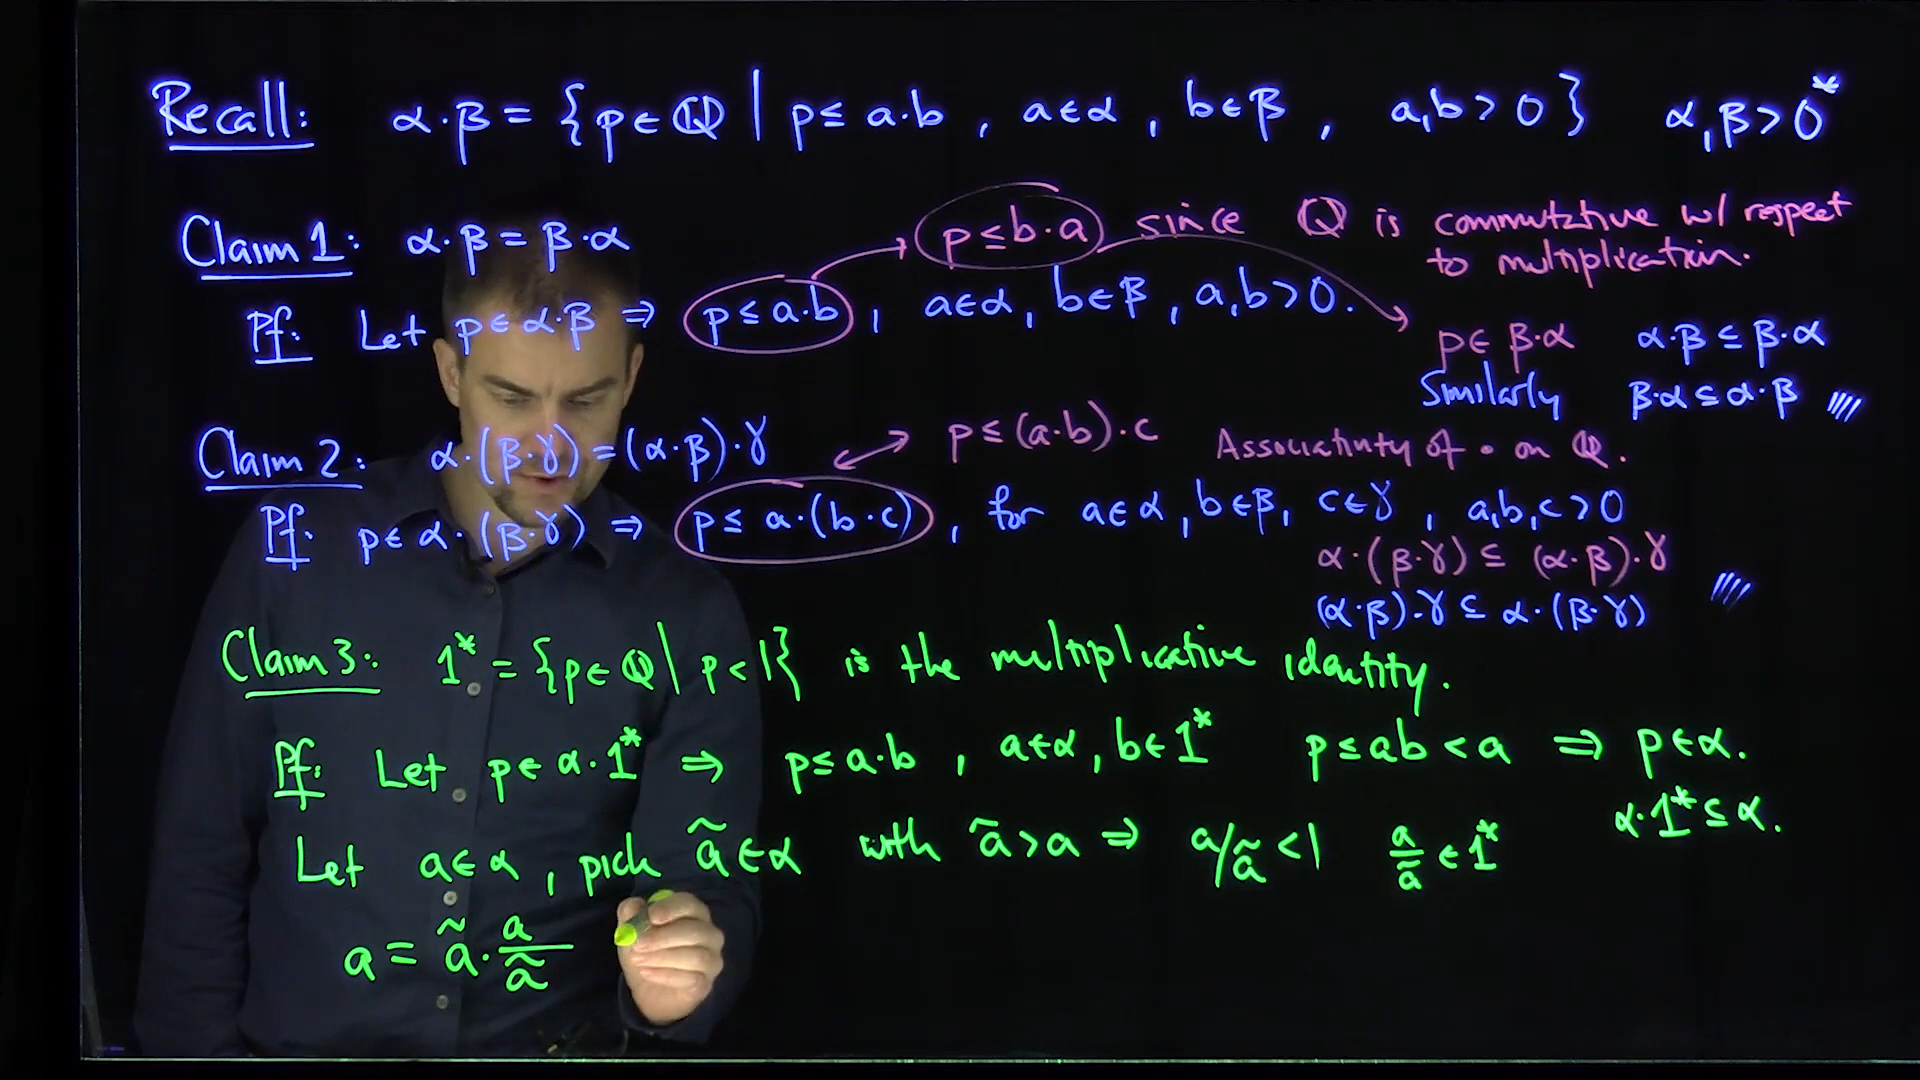 Recall: α·β = {p∈ℚ | p ≤ a·b , a∈α , b∈β , a,b > 0} α,β > 0*
Claim 1: α·β = β·α
p ≤ b·a since ℚ is commutative w/ respect to multiplication.
Pf: Let p∈α·β ⇒ p ≤ a·b , a∈α, b∈β , a,b > 0.
p∈β·α α·β ⊆ β·α
Similarly β·α ⊆ α·β ////
Claim 2: α·(β·γ) = (α·β)·γ
p ≤ (a·b)·c Associativity of · on ℚ.
Pf: p∈α·(β·γ) ⇒ p ≤ a·(b·c) , for a∈α, b∈β, c∈γ , a,b,c > 0
α·(β·γ) ⊆ (α·β)·γ
(α·β)·γ ⊆ α·(β·γ) ////
Claim 3: 1* = {p∈ℚ | p < 1} is the multiplicative identity.
Pf: Let p∈α·1* ⇒ p ≤ a·b , a∈α, b∈1* p ≤ ab < a ⇒ p∈α.
α·1* ⊆ α.
Let a∈α , pick ã∈α with ã > a ⇒ a/ã < 1 a/ã ∈ 1*
a = ã · a/ã